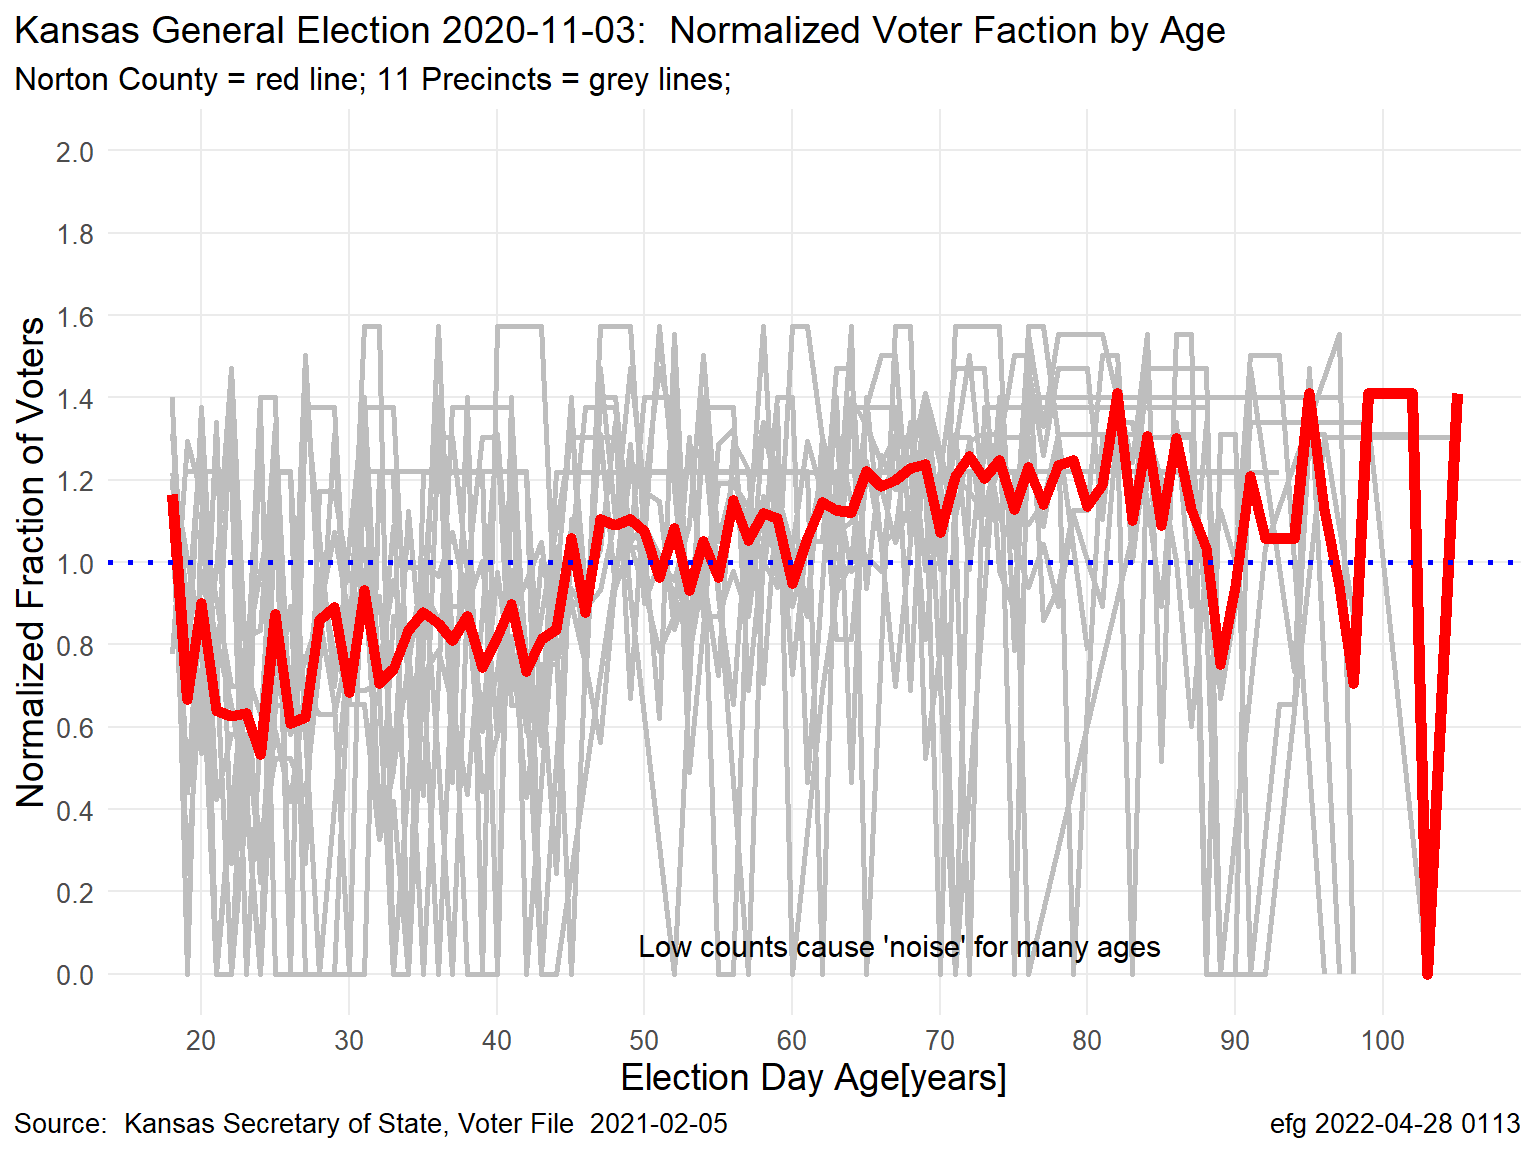 Kansas General Election 2020-11-03:  Normalized Voter Faction by Age
Norton County = red line; 11 Precincts = grey lines;
Normalized Fraction of Voters
2.0
1.8
1.6
1.4
1.2
1.0
0.8
0.6
0.4
0.2
0.0
Low counts cause 'noise' for many ages
20 30 40 50 60 70 80 90 100
Election Day Age[years]
Source:  Kansas Secretary of State, Voter File  2021-02-05
efg 2022-04-28 0113